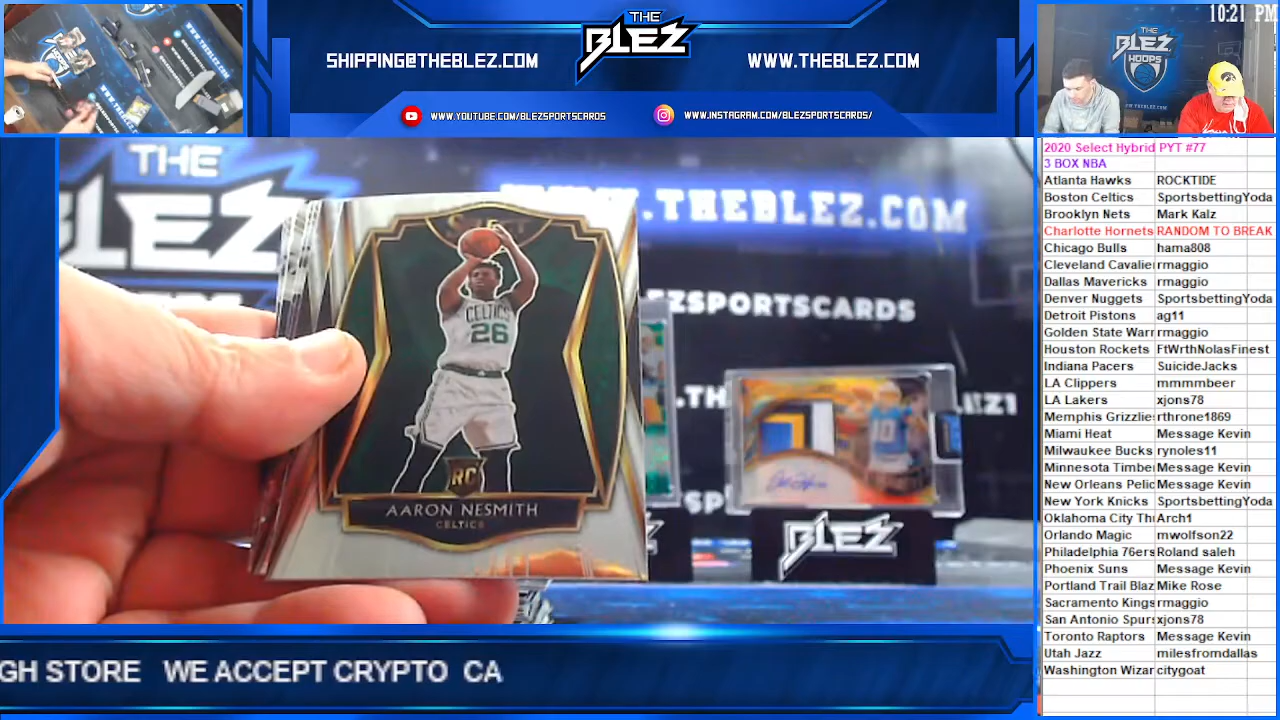 10:21 PM
THE
BLEZ
HOOPS
SHIPPING@THEBLEZ.COM
THE
BLEZ
WWW.THEBLEZ.COM
WWW.YOUTUBE.COM/BLEZSPORTSCARDS
WWW.INSTAGRAM.COM/BLEZSPORTSCARDS/
THE
BLEZ
.THEBLEZ.COM
EZSPORTSCARDS
SELECT
CELTICS
26
RC
AARON NESMITH
CELTICS
10
BLEZ
2020 Select Hybrid PYT #77
3 BOX NBA
Atlanta Hawks ROCKTIDE
Boston Celtics SportsbettingYoda
Brooklyn Nets Mark Kalz
Charlotte Hornets RANDOM TO BREAK
Chicago Bulls hama808
Cleveland Cavalie rmaggio
Dallas Mavericks rmaggio
Denver Nuggets SportsbettingYoda
Detroit Pistons ag11
Golden State Warr rmaggio
Houston Rockets FtWrthNolasFinest
Indiana Pacers SuicideJacks
LA Clippers mmmmbeer
LA Lakers xjons78
Memphis Grizzlie rthrone1869
Miami Heat Message Kevin
Milwaukee Bucks rynoles11
Minnesota Timbe Message Kevin
New Orleans Pelic Message Kevin
New York Knicks SportsbettingYoda
Oklahoma City Th Arch1
Orlando Magic mwolfson22
Philadelphia 76ers Roland saleh
Phoenix Suns Message Kevin
Portland Trail Blaz Mike Rose
Sacramento Kings rmaggio
San Antonio Spurs xjons78
Toronto Raptors Message Kevin
Utah Jazz milesfromdallas
Washington Wizar citygoat
GH STORE WE ACCEPT CRYPTO CA